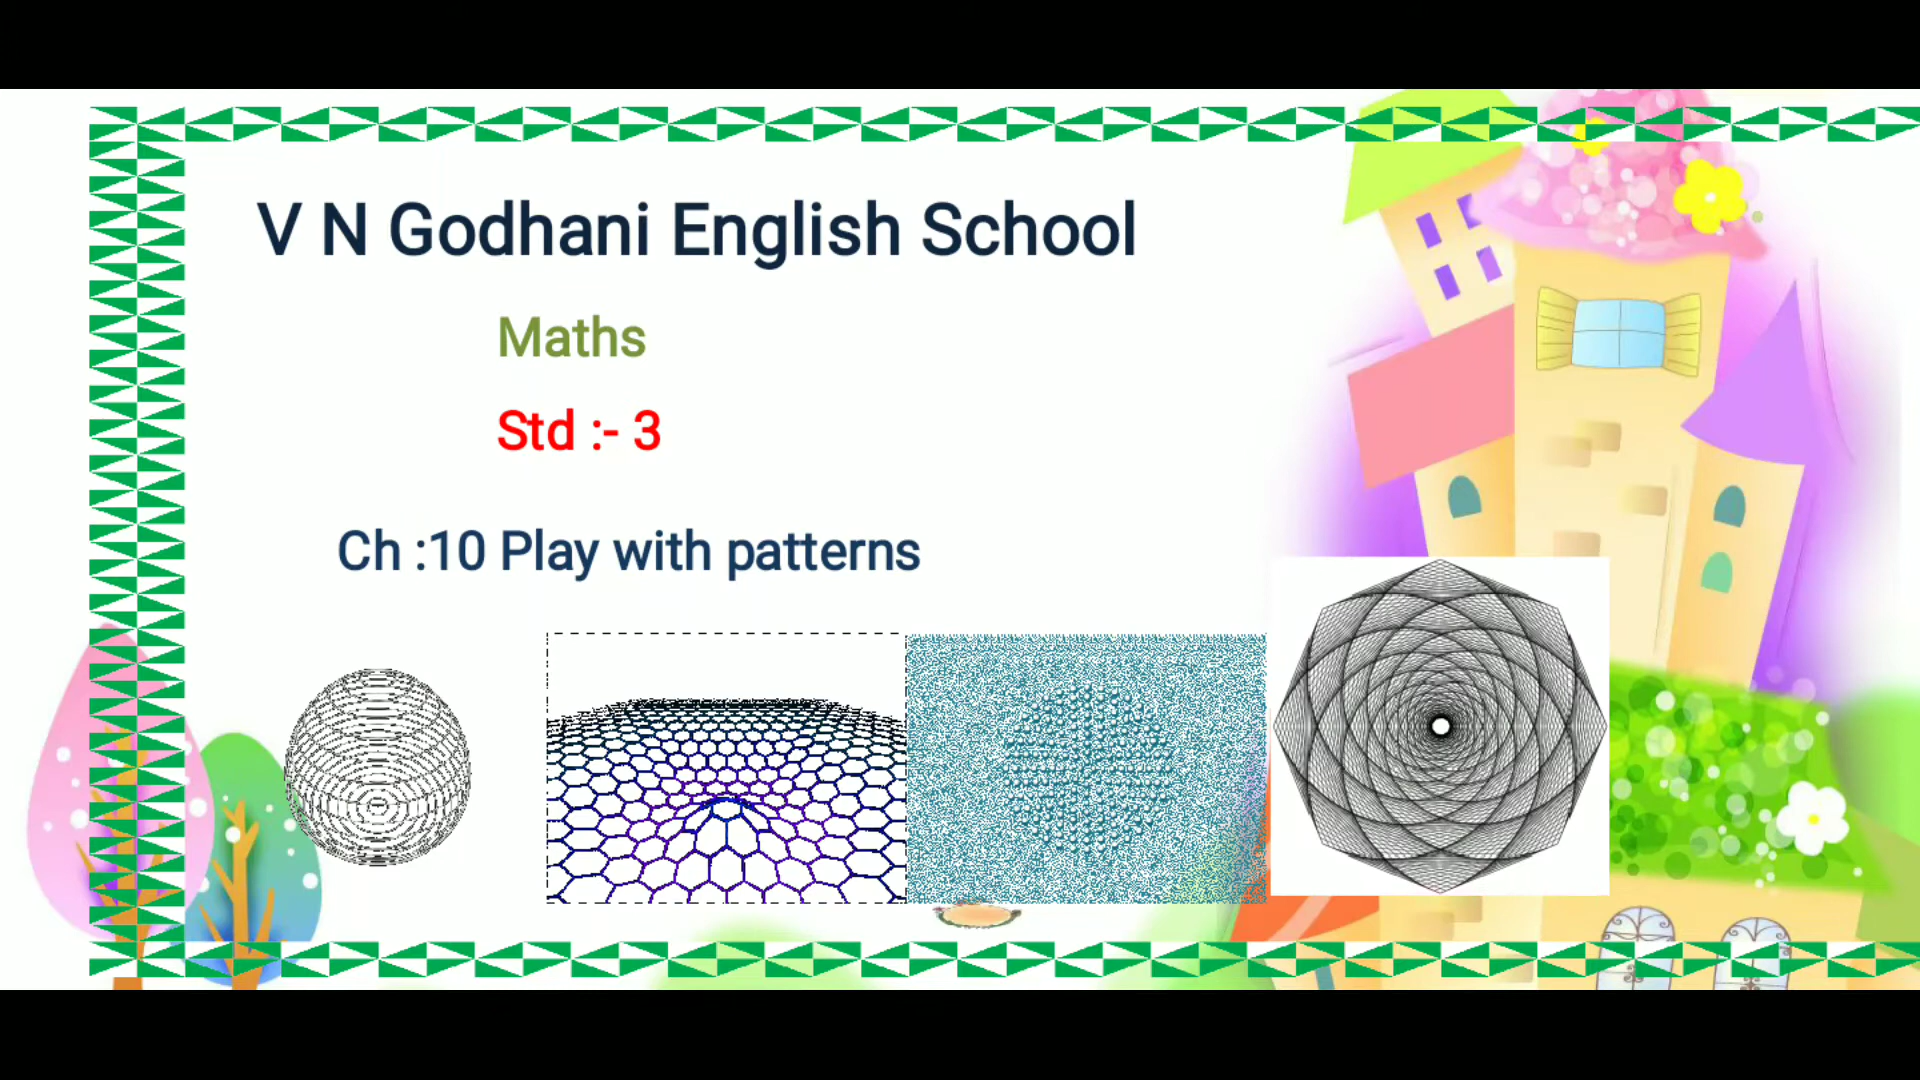 V N Godhani English School
Maths
Std :- 3
Ch :10 Play with patterns